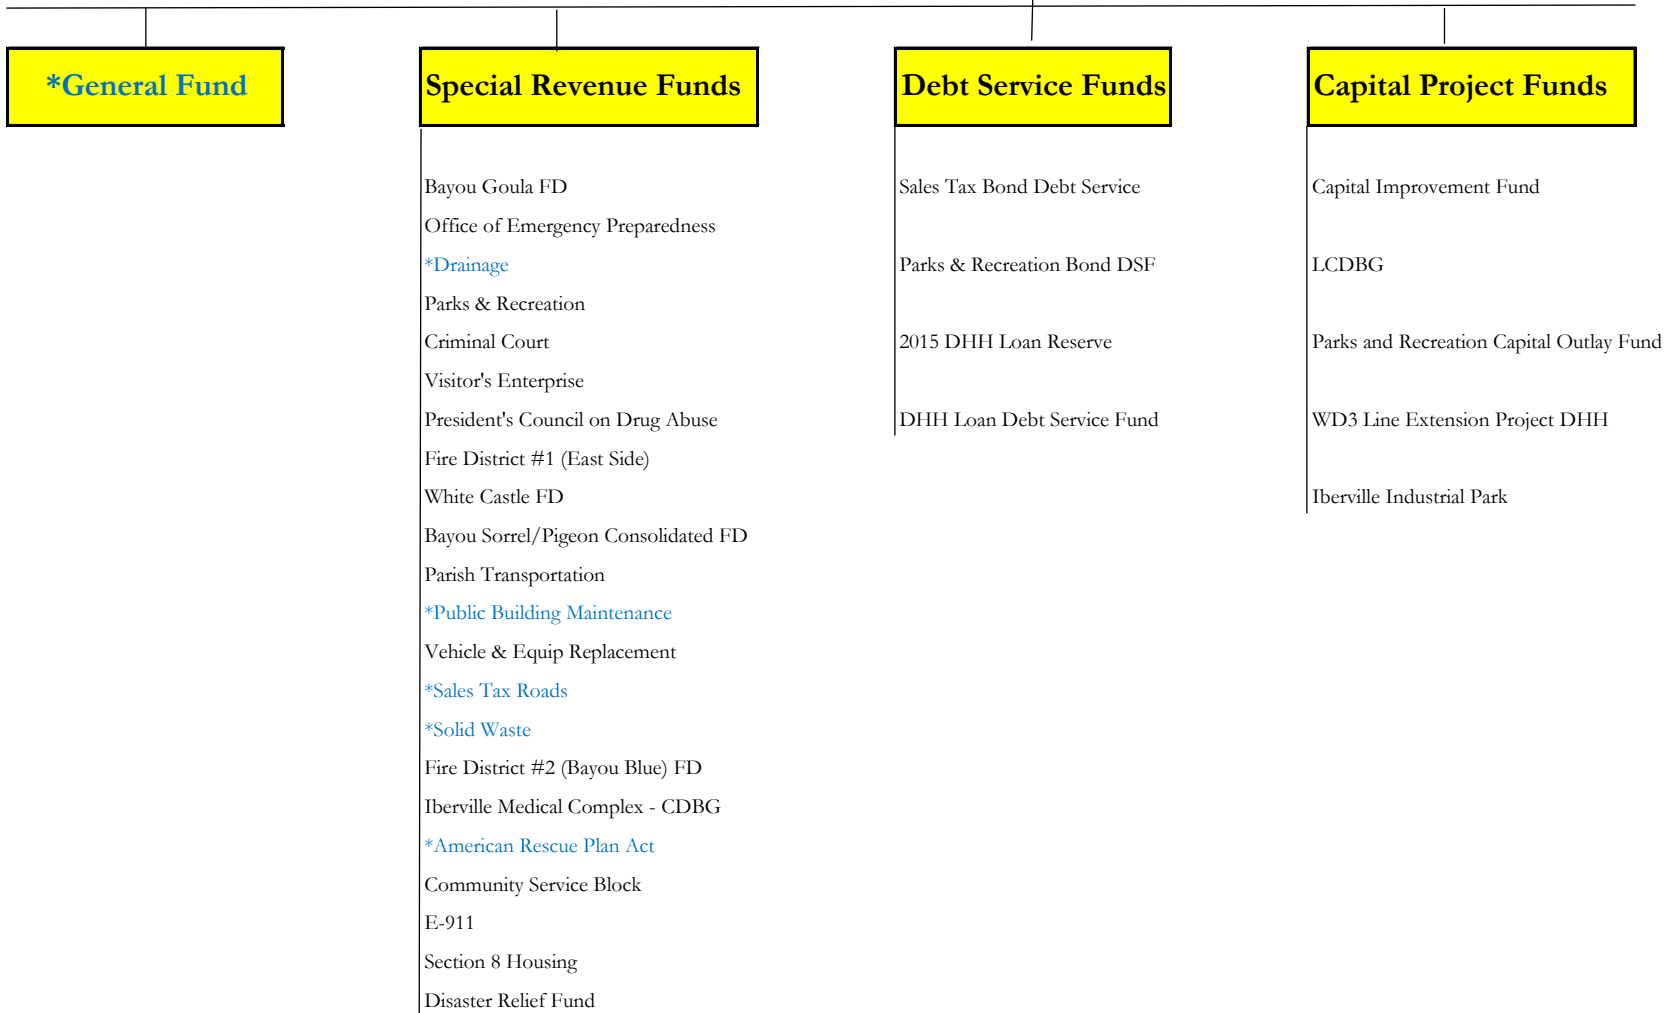 *General Fund
Special Revenue Funds
Debt Service Funds
Capital Project Funds
Bayou Goula FD
Office of Emergency Preparedness
*Drainage
Parks & Recreation
Criminal Court
Visitor's Enterprise
President's Council on Drug Abuse
Fire District #1 (East Side)
White Castle FD
Bayou Sorrel/Pigeon Consolidated FD
Parish Transportation
*Public Building Maintenance
Vehicle & Equip Replacement
*Sales Tax Roads
*Solid Waste
Fire District #2 (Bayou Blue) FD
Iberville Medical Complex - CDBG
*American Rescue Plan Act
Community Service Block
E-911
Section 8 Housing
Disaster Relief Fund
Sales Tax Bond Debt Service
Parks & Recreation Bond DSF
2015 DHH Loan Reserve
DHH Loan Debt Service Fund
Capital Improvement Fund
LCDBG
Parks and Recreation Capital Outlay Fund
WD3 Line Extension Project DHH
Iberville Industrial Park